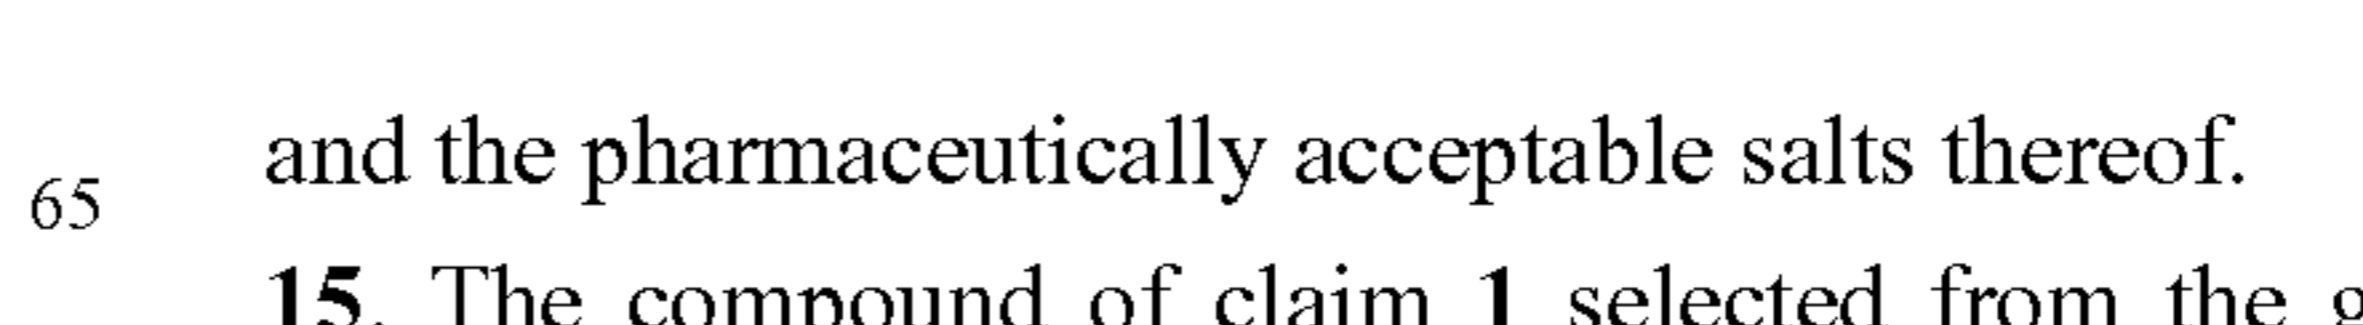 and the pharmaceutically acceptable salts thereof.
65
15. The compound of claim 1 selected from the